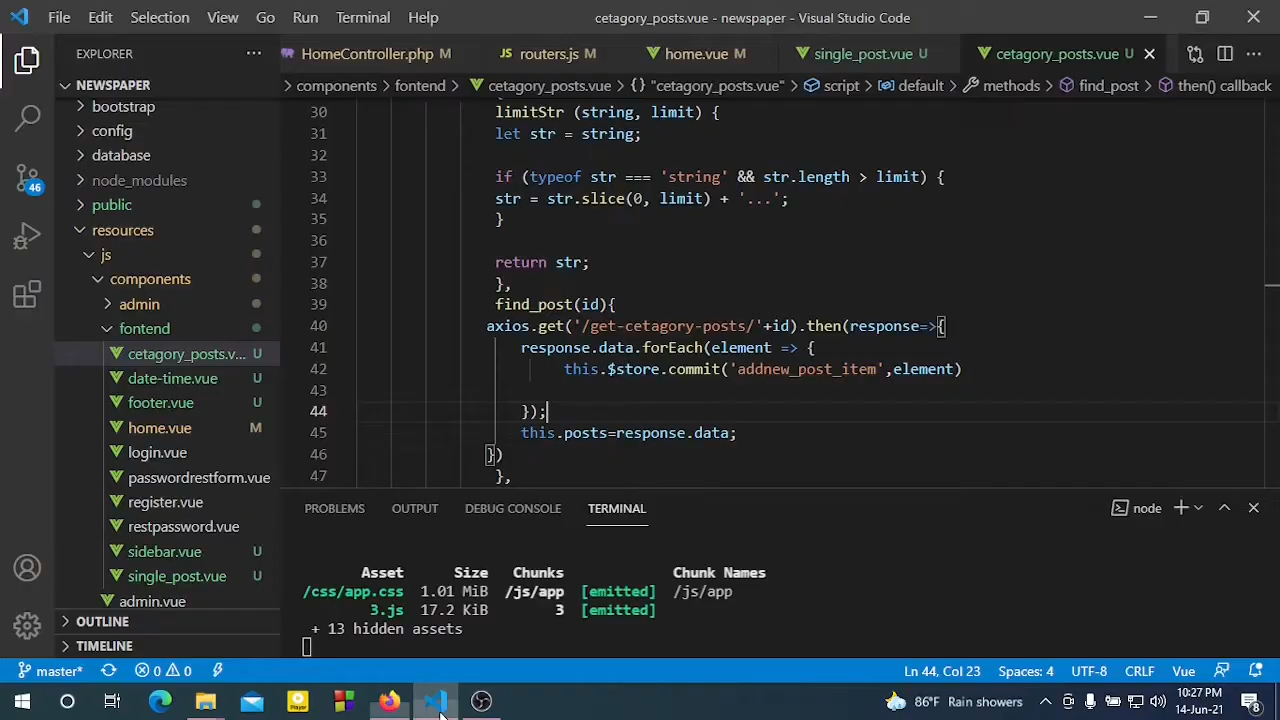 File Edit Selection View Go Run Terminal Help cetagory_posts.vue - newspaper - Visual Studio Code
EXPLORER ... HomeController.php M JS routers.js M home.vue M single_post.vue U cetagory_posts.vue U
NEWSPAPER components > fontend > cetagory_posts.vue > {} "cetagory_posts.vue" > script > default > methods > find_post > then() callback
bootstrap
config
database
node_modules
public
resources
js
components
admin
fontend
cetagory_posts.v... U
date-time.vue U
footer.vue U
home.vue M
login.vue
passwordrestform.vue
register.vue
restpassword.vue
sidebar.vue U
single_post.vue U
admin.vue
OUTLINE
TIMELINE
46
30 limitStr (string, limit) {
31 let str = string;
32
33 if (typeof str === 'string' && str.length > limit) {
34 str = str.slice(0, limit) + '...';
35 }
36
37 return str;
38 },
39 find_post(id){
40 axios.get('/get-cetagory-posts/'+id).then(response=>{
41 response.data.forEach(element => {
42 this.$store.commit('addnew_post_item',element)
43
44 });
45 this.posts=response.data;
46 })
47 },
PROBLEMS OUTPUT DEBUG CONSOLE TERMINAL node
Asset Size Chunks Chunk Names
/css/app.css 1.01 MiB /js/app [emitted] /js/app
3.js 17.2 KiB 3 [emitted]
+ 13 hidden assets
master* 0 0 Ln 44, Col 23 Spaces: 4 UTF-8 CRLF Vue
Player 86°F Rain showers 10:27 PM
14-Jun-21 8